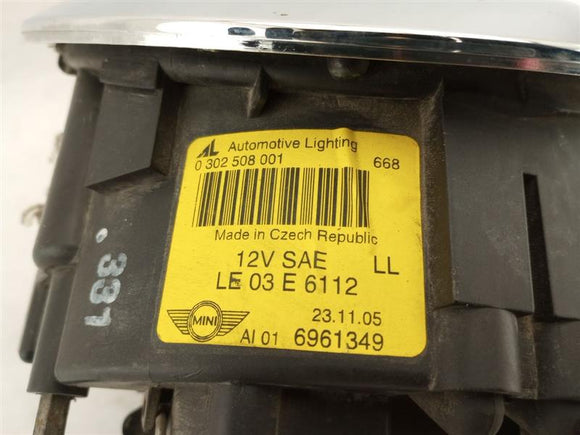 AL Automotive Lighting
0 302 508 001 668
Made in Czech Republic
12V SAE LL
LE 03 E 6112
23.11.05
MINI
AI 01 6961349
. 331